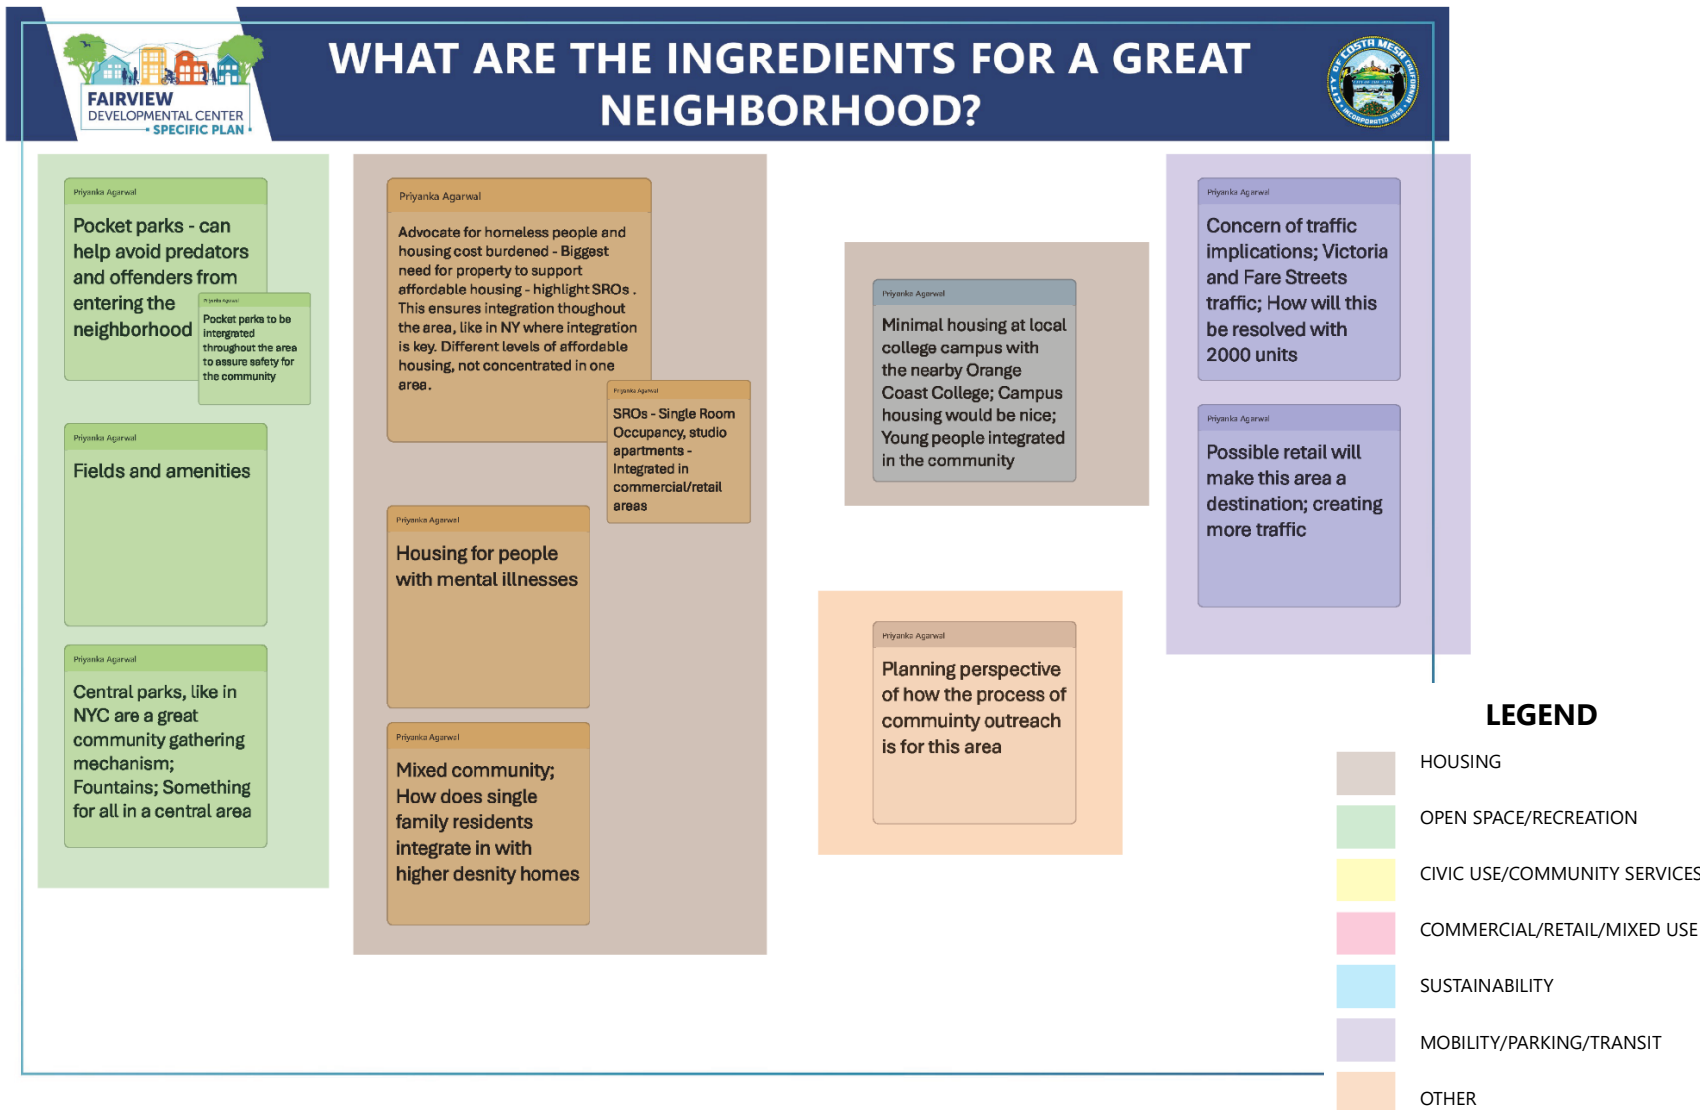 FAIRVIEW
DEVELOPMENTAL CENTER
SPECIFIC PLAN
WHAT ARE THE INGREDIENTS FOR A GREAT
NEIGHBORHOOD?
CITY OF COSTA MESA CALIFORNIA
INCORPORATED 1953
Priyanka Agarwal
Pocket parks - can
help avoid predators
and offenders from
entering the
neighborhood
Priyanka Agarwal
Pocket parks to be
intergrated
throughout the area
to assure safety for
the community
Priyanka Agarwal
Fields and amenities
Priyanka Agarwal
Central parks, like in
NYC are a great
community gathering
mechanism;
Fountains; Something
for all in a central area
Priyanka Agarwal
Advocate for homeless people and
housing cost burdened - Biggest
need for property to support
affordable housing - highlight SROs .
This ensures integration thoughout
the area, like in NY where integration
is key. Different levels of affordable
housing, not concentrated in one
area.
Priyanka Agarwal
SROs - Single Room
Occupancy, studio
apartments -
Integrated in
commercial/retail
areas
Priyanka Agarwal
Housing for people
with mental illnesses
Priyanka Agarwal
Mixed community;
How does single
family residents
integrate in with
higher desnity homes
Priyanka Agarwal
Minimal housing at local
college campus with
the nearby Orange
Coast College; Campus
housing would be nice;
Young people integrated
in the community
Priyanka Agarwal
Planning perspective
of how the process of
commuinty outreach
is for this area
Priyanka Agarwal
Concern of traffic
implications; Victoria
and Fare Streets
traffic; How will this
be resolved with
2000 units
Priyanka Agarwal
Possible retail will
make this area a
destination; creating
more traffic
LEGEND
HOUSING
OPEN SPACE/RECREATION
CIVIC USE/COMMUNITY SERVICES
COMMERCIAL/RETAIL/MIXED USE
SUSTAINABILITY
MOBILITY/PARKING/TRANSIT
OTHER